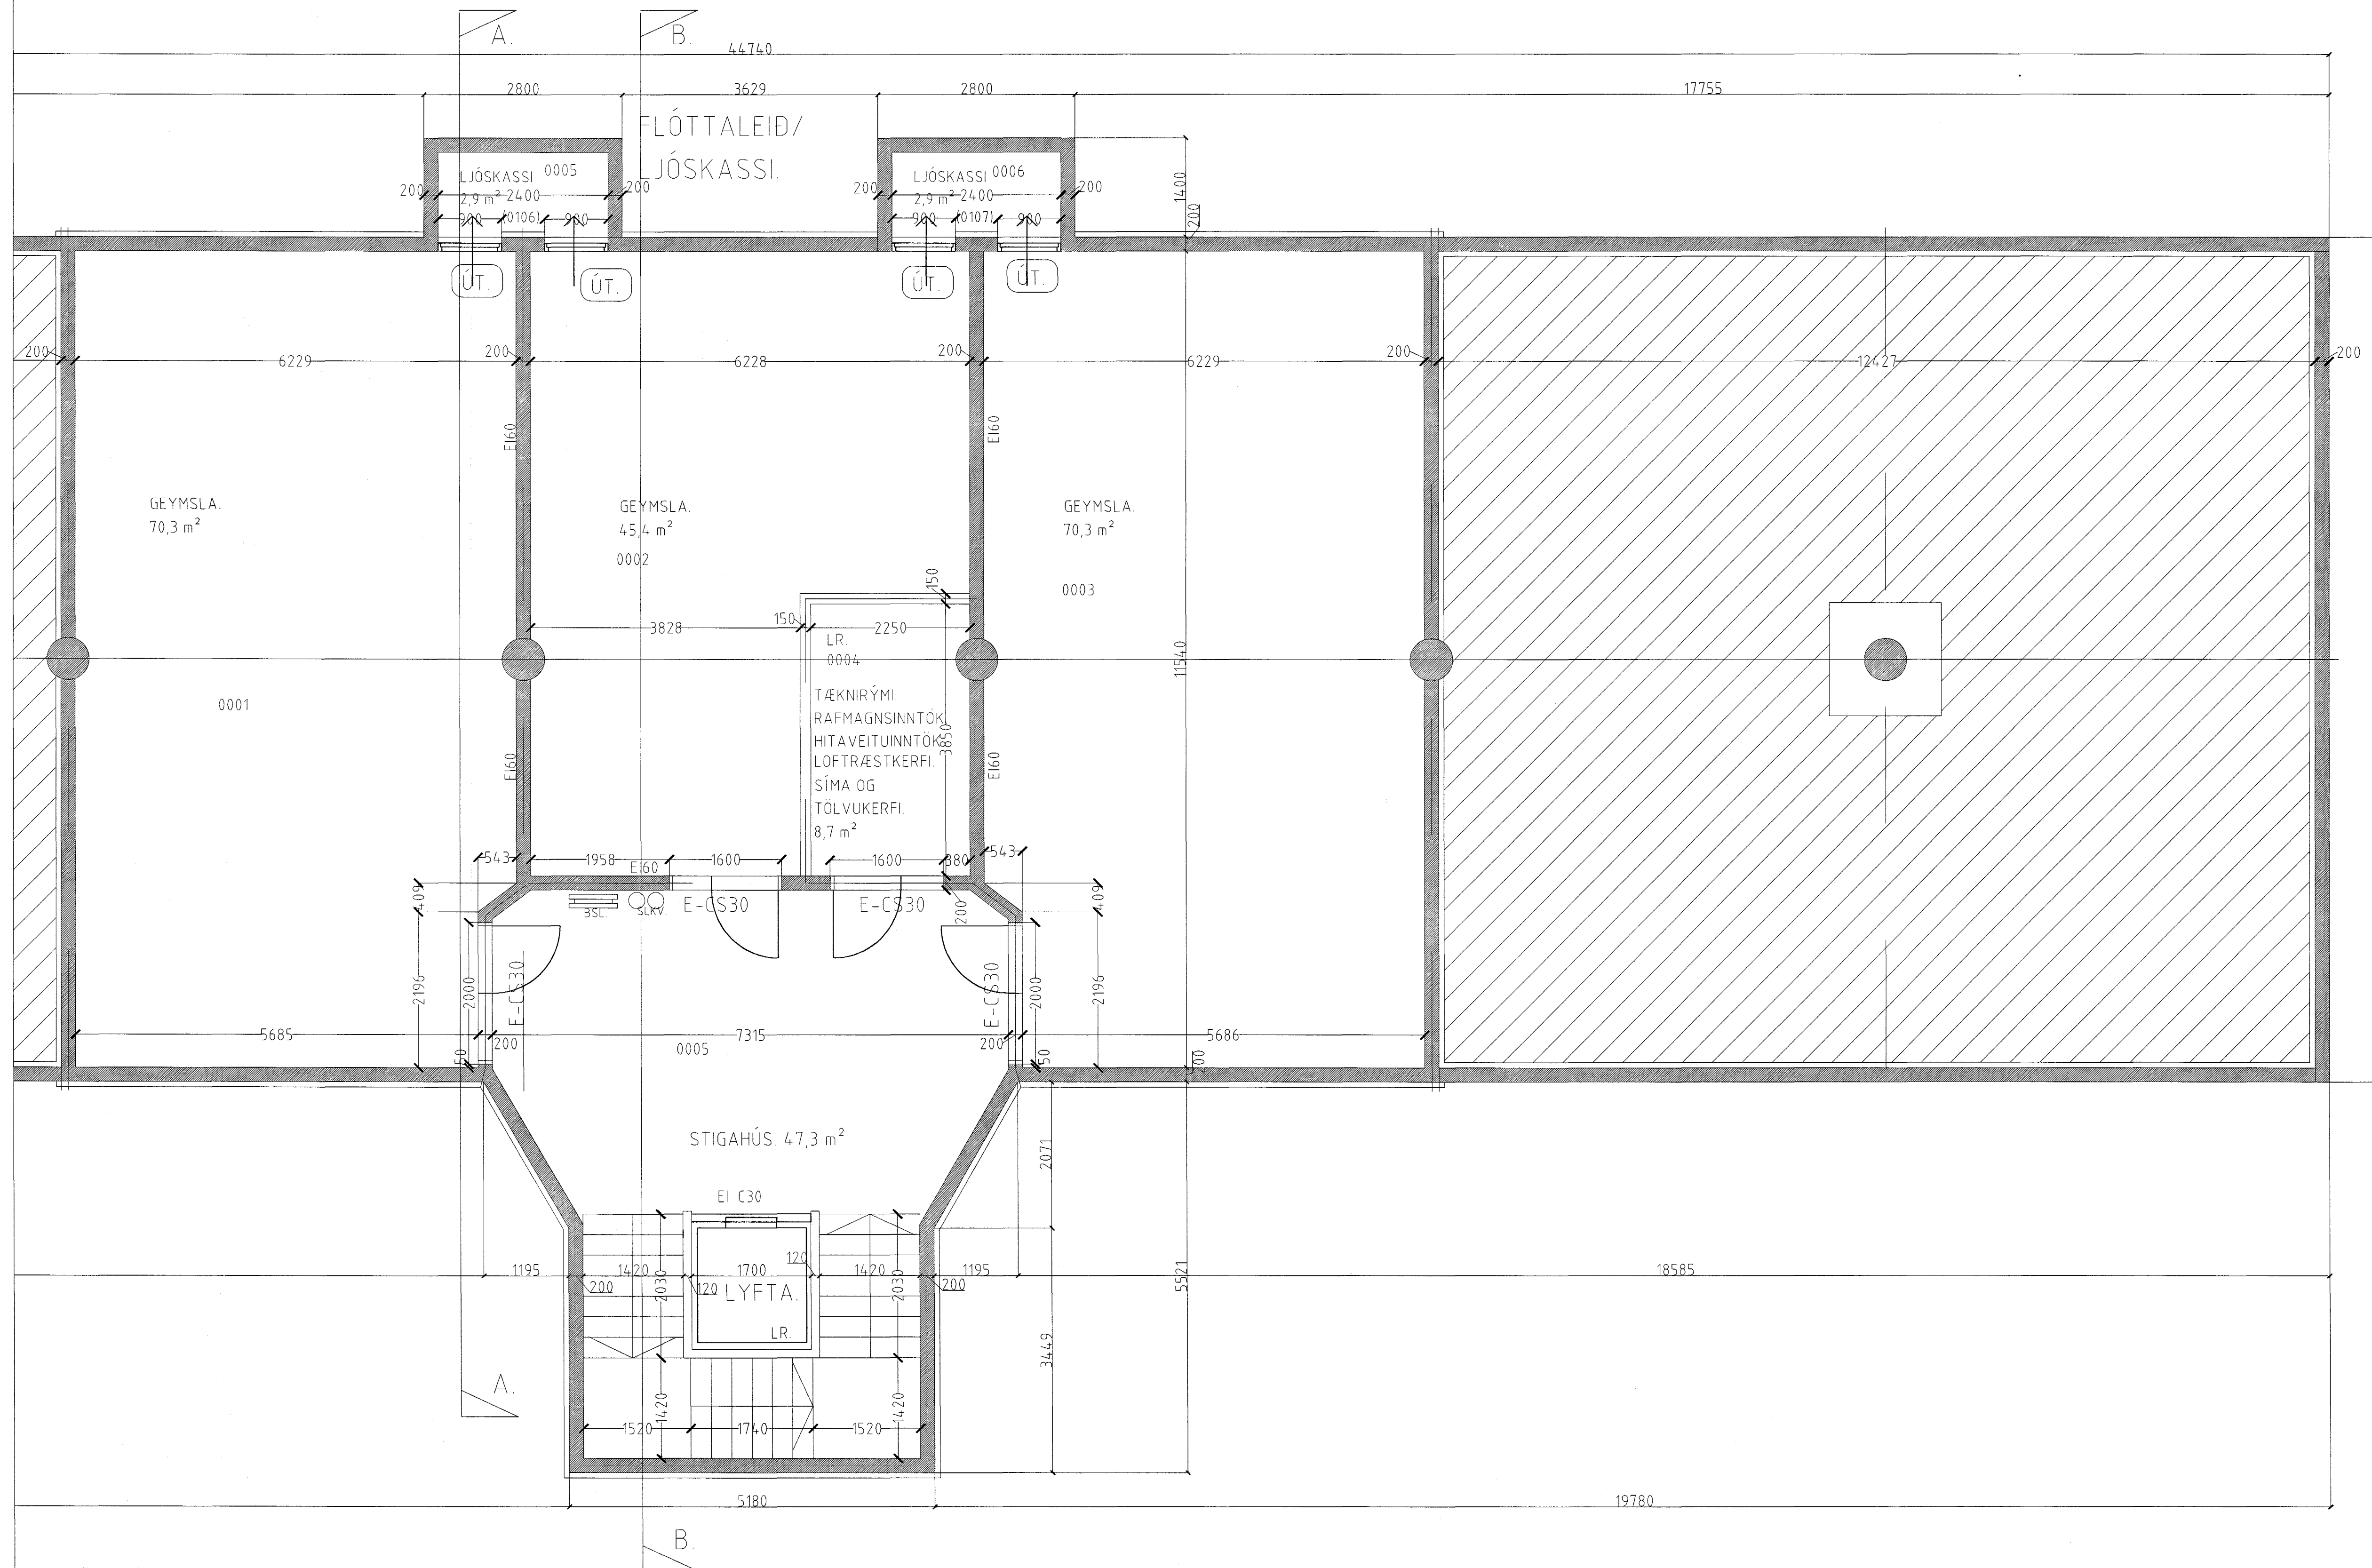 A.
B.
44740
2800
3629
2800
17755
FLÓTTALEIÐ/
LJÓSKASSI.
LJÓSKASSI 0005
200
2,9 m² 2400
200
900 (0106) 900
LJÓSKASSI 0006
200
2,9 m² 2400
200
900 (0107) 900
1400
200
ÚT.
ÚT.
ÚT.
ÚT.
200
6229
200
6228
200
6229
200
12427
200
EI60
EI60
GEYMSLA.
70,3 m²
GEYMSLA.
45,4 m²
0002
GEYMSLA.
70,3 m²
0003
150
3828
150
2250
LR.
0004
11540
0001
TÆKNIRÝMI:
RAFMAGNSINNTÖK
HITAVEITUINNTÖK
LOFTRÆSTKERFI.
SÍMA OG
TÖLVUKERFI.
8,7 m²
3850
EI60
EI60
543
1958
EI60
1600
1600
380
543
409
409
BSL.
SLKV.
E-CS30
E-CS30
200
2196
2000
E-CS30
E-CS30
2000
2196
5685
200
7315
200
5686
0005
50
50
200
STIGAHÚS. 47,3 m²
2071
EI-C30
1195
200
1420
2030
120
1700
120
1420
2030
200
1195
18585
5521
LYFTA.
LR.
3449
A.
1420
1420
1520
1740
1520
5180
19780
B.